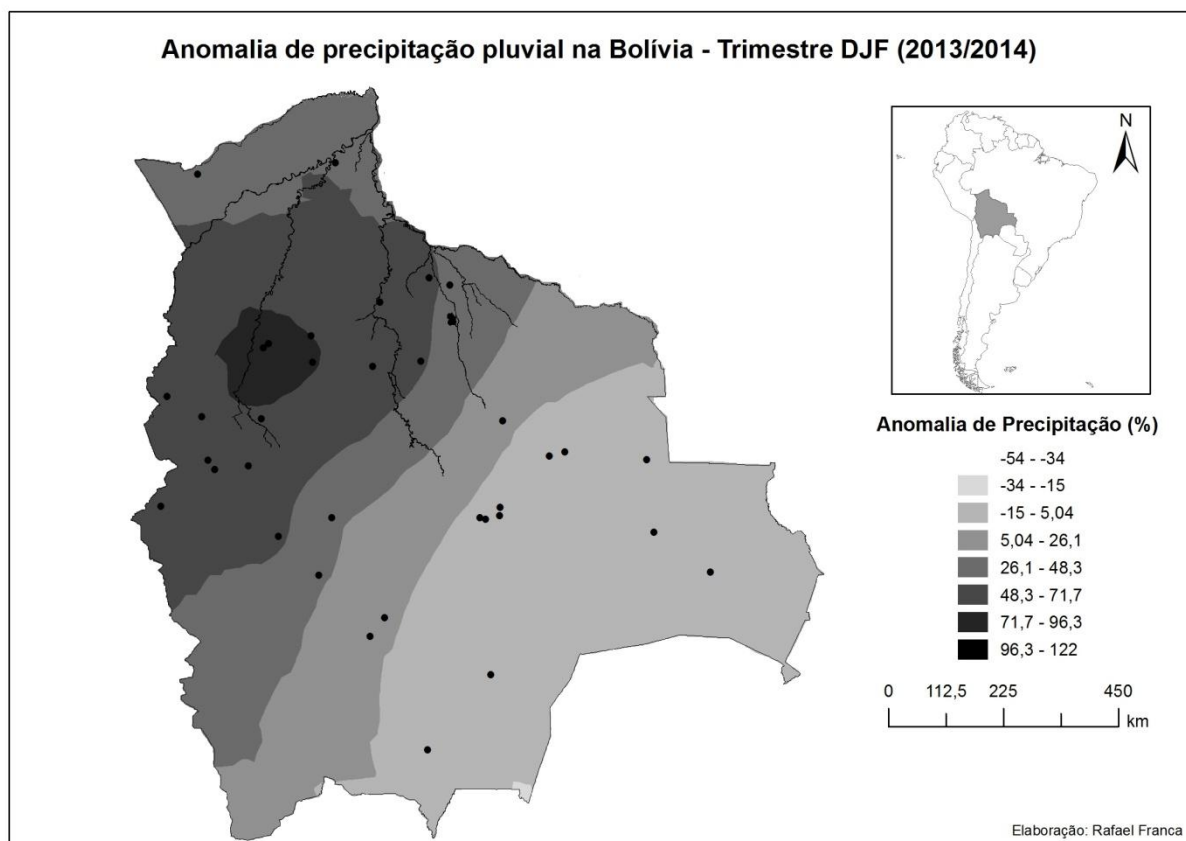 Anomalia de precipitação pluvial na Bolívia - Trimestre DJF (2013/2014)
N
Anomalia de Precipitação (%)
-54 - -34
-34 - -15
-15 - 5,04
5,04 - 26,1
26,1 - 48,3
48,3 - 71,7
71,7 - 96,3
96,3 - 122
0 112,5 225 450
km
Elaboração: Rafael Franca